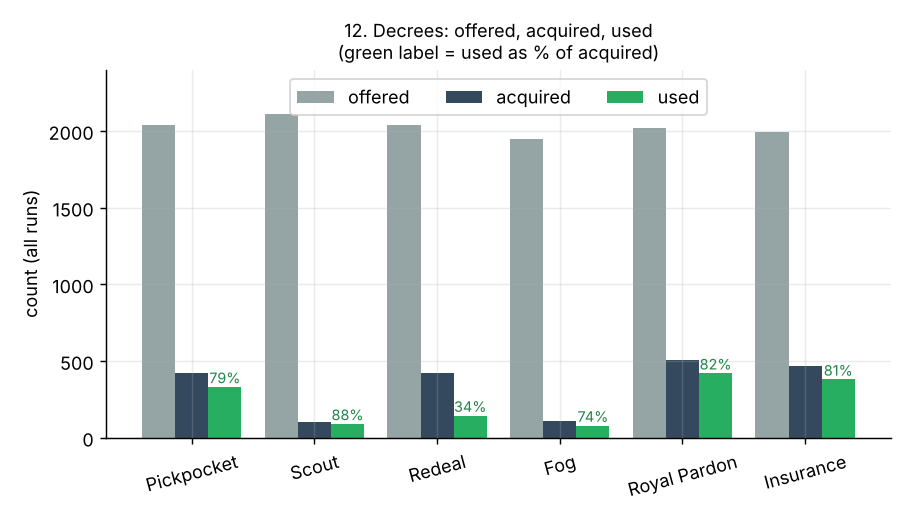 12. Decrees: offered, acquired, used
(green label = used as % of acquired)
offered acquired used
count (all runs)
2000
1500
1000
500
0
79% 88% 34% 74% 82% 81%
Pickpocket Scout Redeal Fog Royal Pardon Insurance